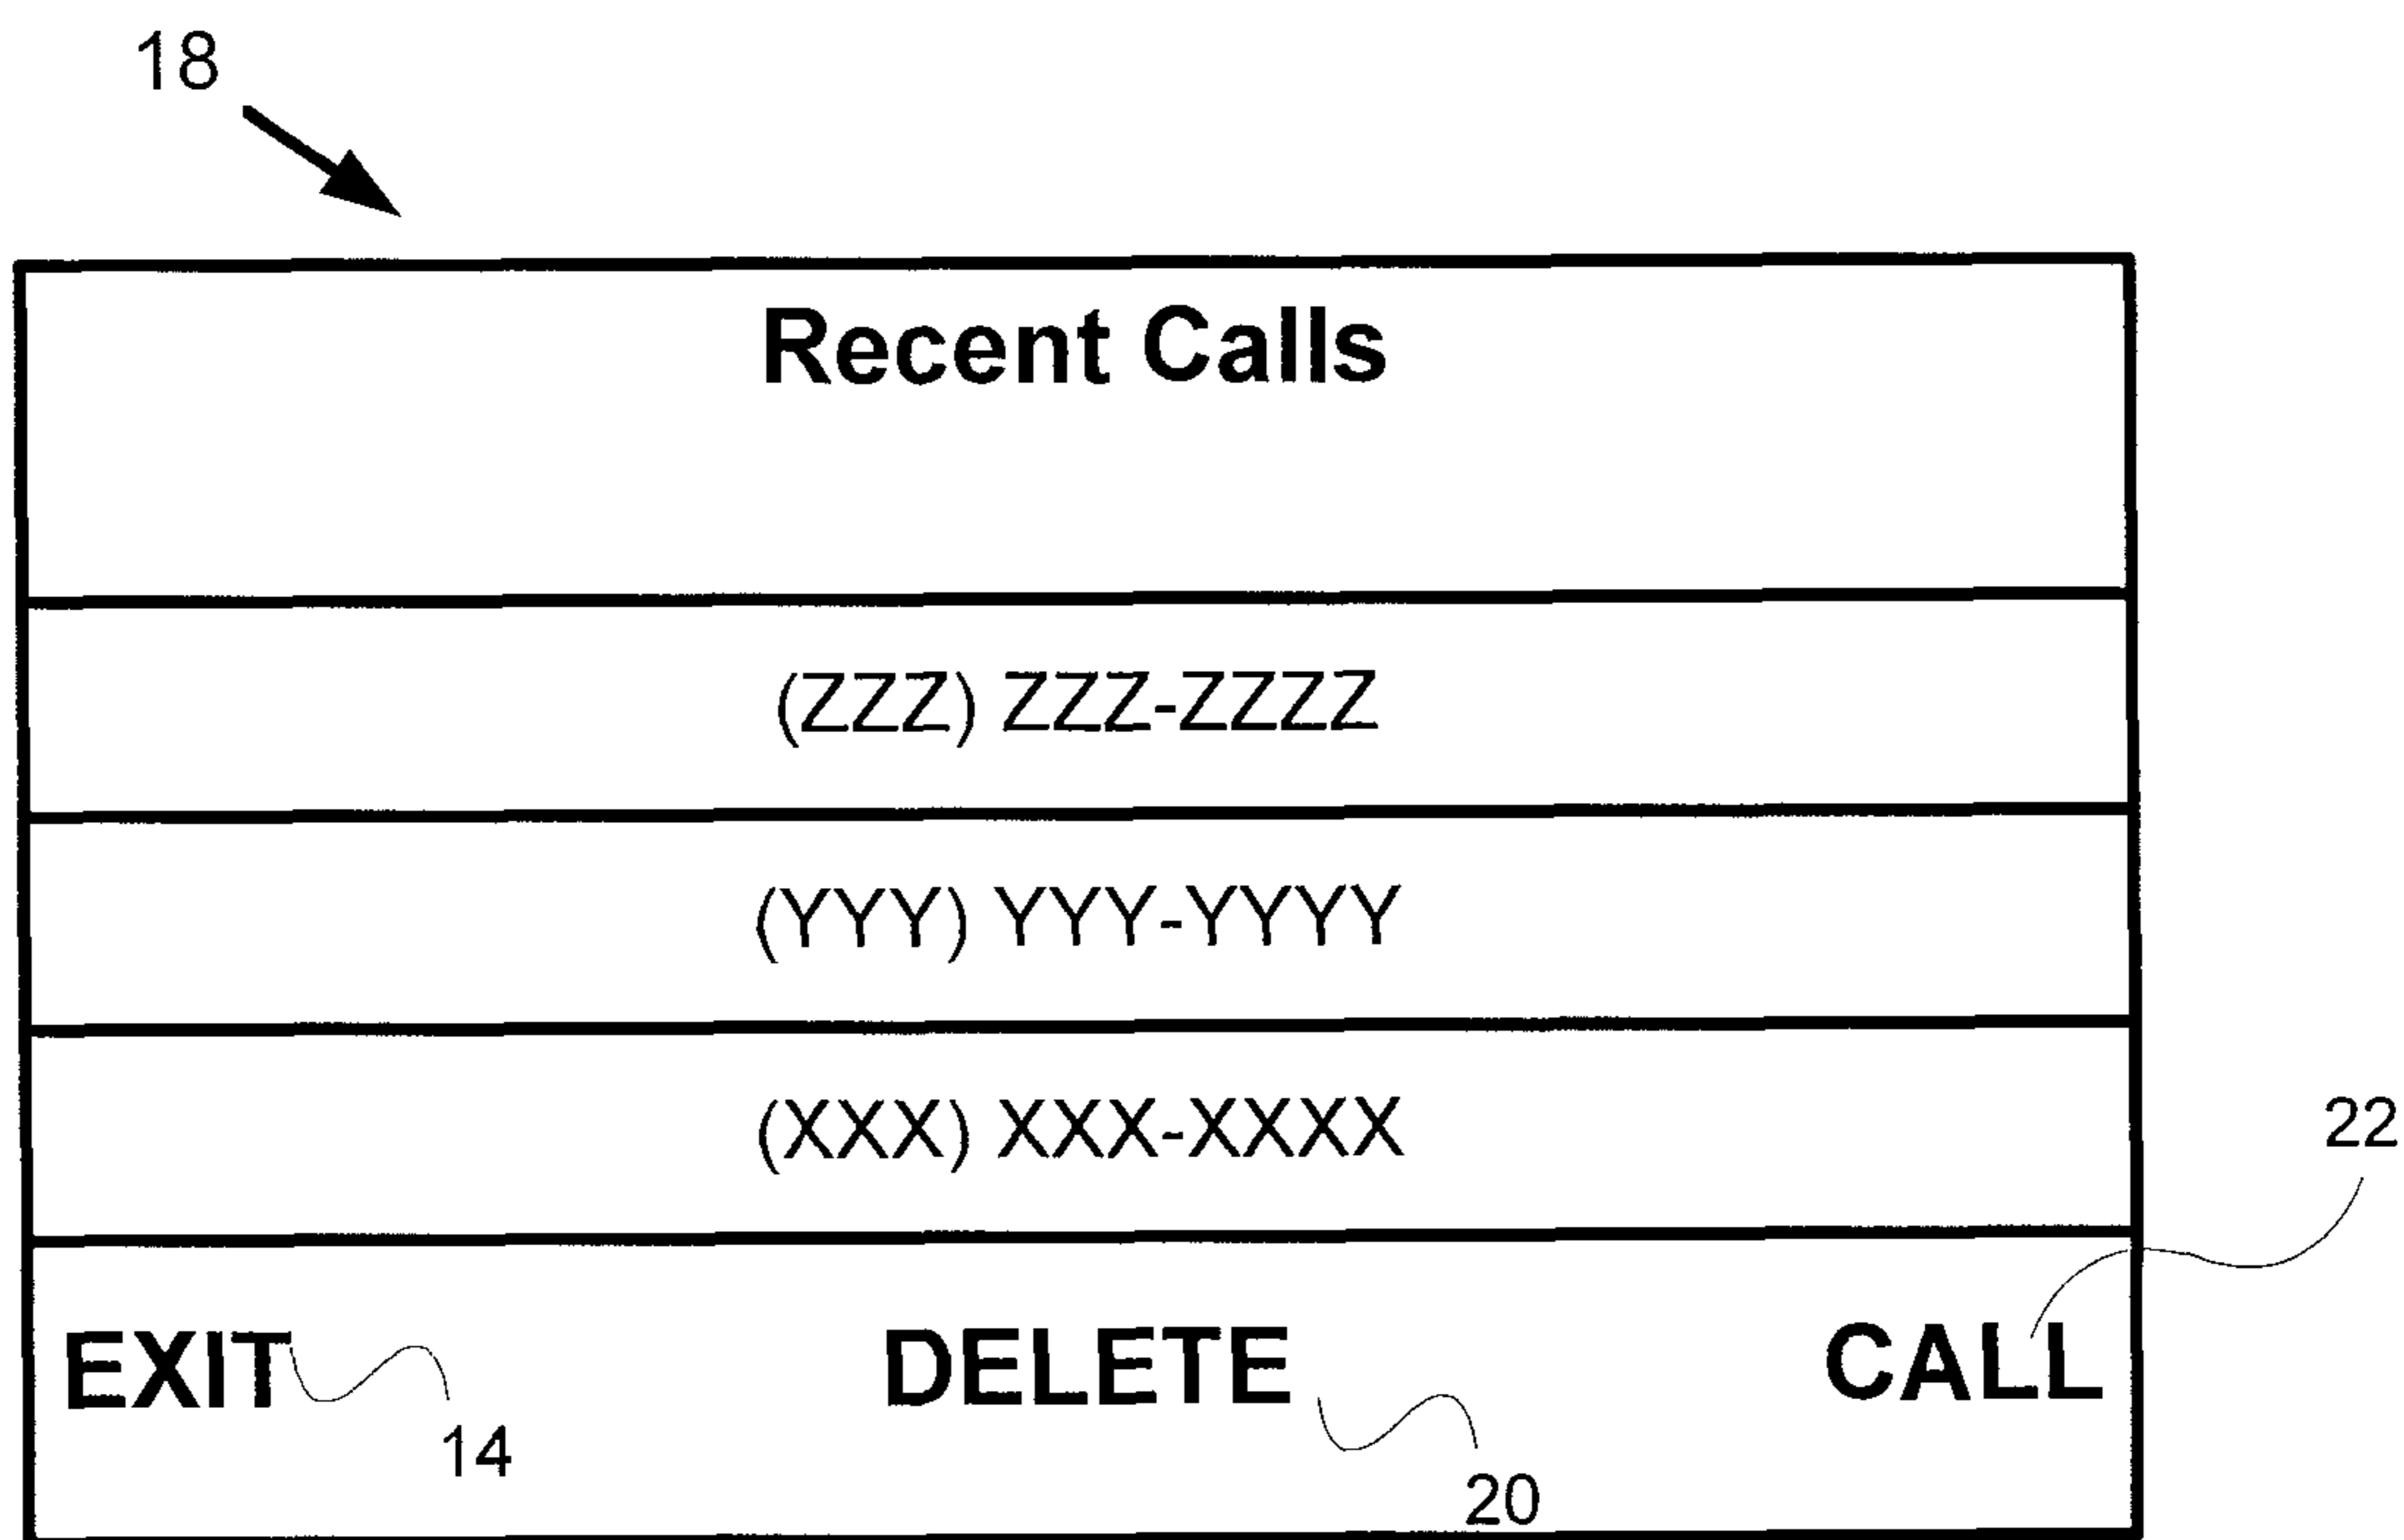 18
Recent Calls
(ZZZ) ZZZ-ZZZZ
(YYY) YYY-YYYY
(XXX) XXX-XXXX
22
EXIT DELETE CALL
14
20